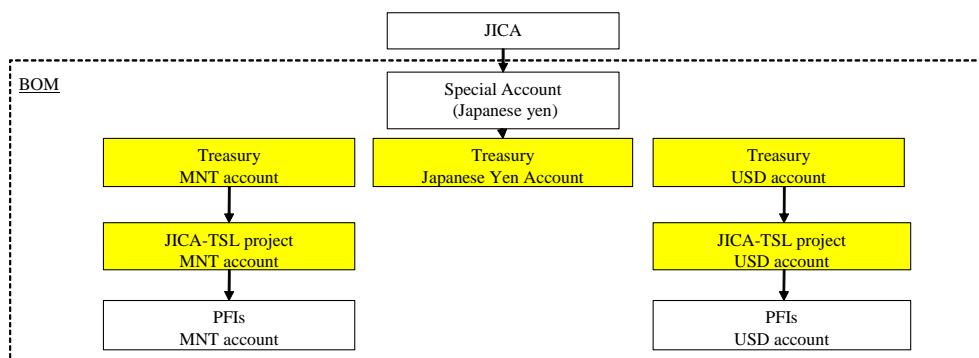 JICA
BOM
Special Account
(Japanese yen)
Treasury
MNT account
Treasury
Japanese Yen Account
Treasury
USD account
JICA-TSL project
MNT account
JICA-TSL project
USD account
PFIs
MNT account
PFIs
USD account